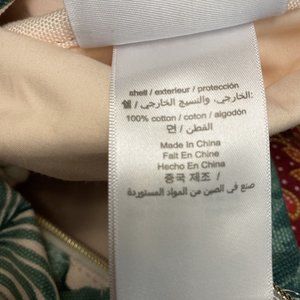 shell / exterieur / protección
겉 / الخارجي، والنسيج الخارجي:
100% cotton / coton / algodón
면 / القطن /
Made In China
Fait En Chine
Hecho En China
중국 제조 /
صنع في الصين من المواد المستوردة